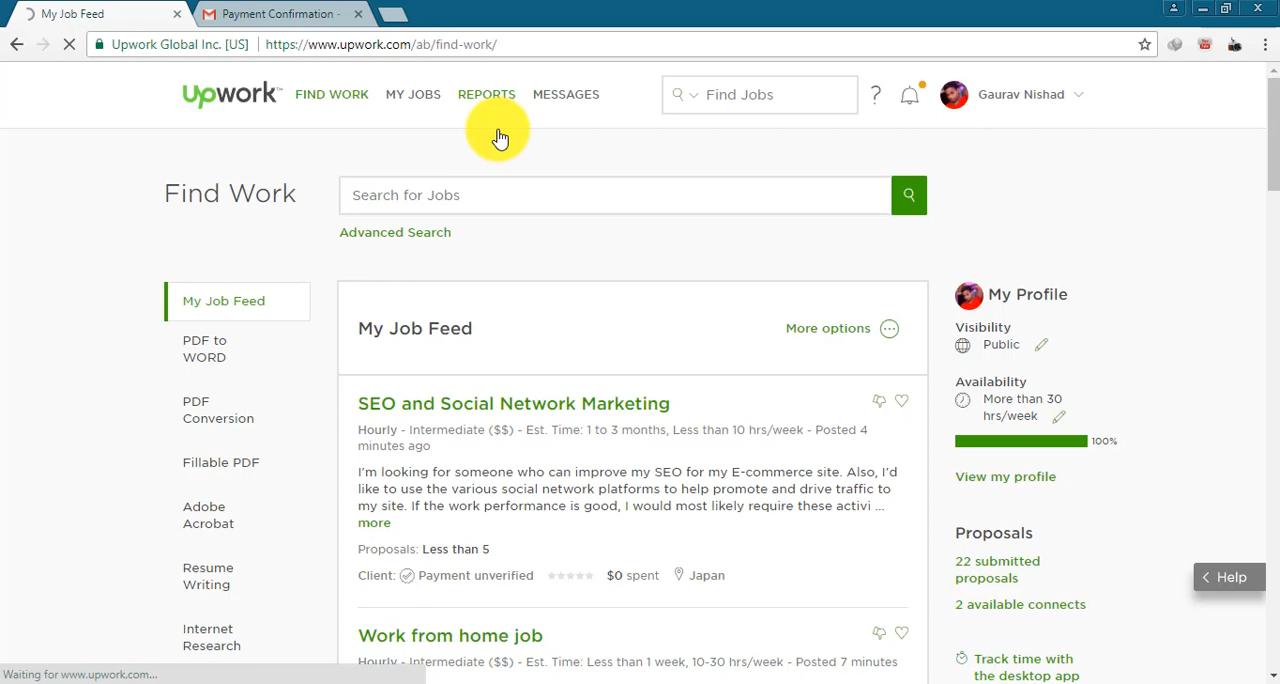 My Job Feed
Payment Confirmation -
Upwork Global Inc. [US] https://www.upwork.com/ab/find-work/
Upwork™ FIND WORK MY JOBS REPORTS MESSAGES Find Jobs ? Gaurav Nishad
Find Work
Search for Jobs
Advanced Search
My Job Feed
PDF to
WORD
PDF
Conversion
Fillable PDF
Adobe
Acrobat
Resume
Writing
Internet
Research
My Job Feed
More options
SEO and Social Network Marketing
Hourly - Intermediate ($$) - Est. Time: 1 to 3 months, Less than 10 hrs/week - Posted 4
minutes ago
I'm looking for someone who can improve my SEO for my E-commerce site. Also, I'd
like to use the various social network platforms to help promote and drive traffic to
my site. If the work performance is good, I would most likely require these activi ...
more
Proposals: Less than 5
Client: Payment unverified $0 spent Japan
Work from home job
Hourly - Intermediate ($$) - Est. Time: Less than 1 week, 10-30 hrs/week - Posted 7 minutes
My Profile
Visibility
Public
Availability
More than 30
hrs/week
100%
View my profile
Proposals
22 submitted
proposals
2 available connects
Track time with
the desktop app
Help
Waiting for www.upwork.com...